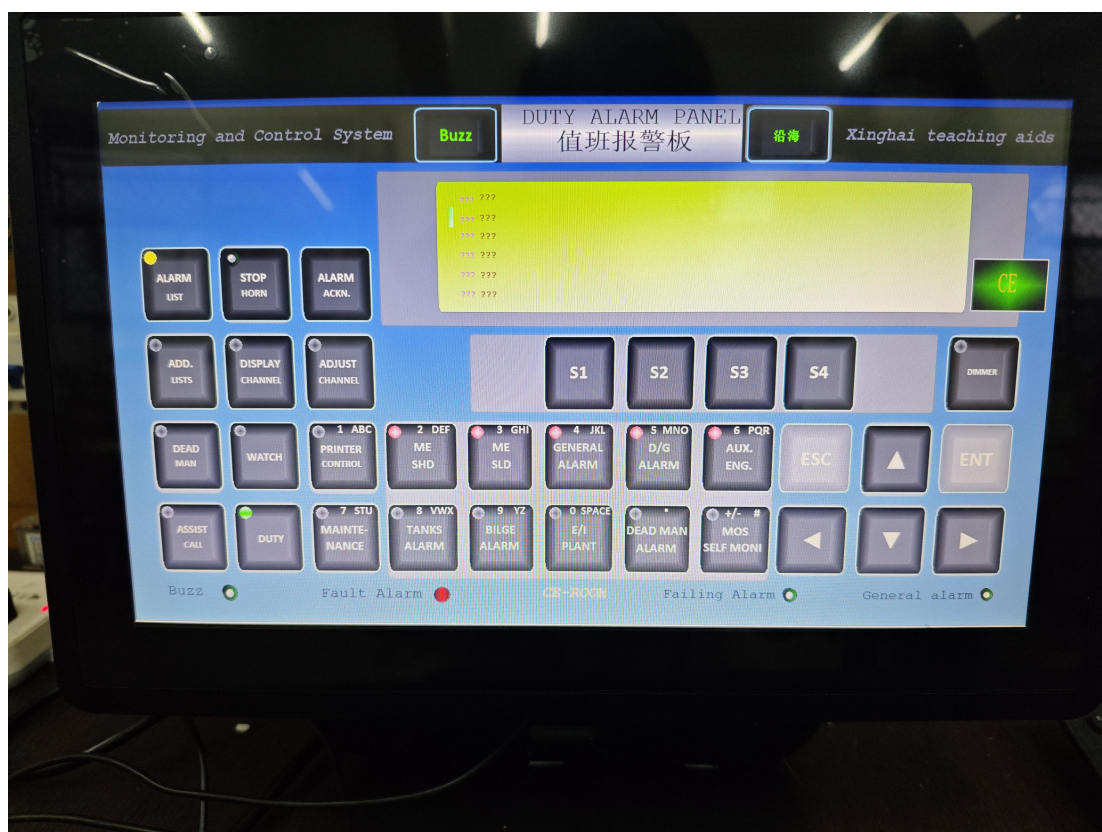 Monitoring and Control System
Buzz
DUTY ALARM PANEL
值班报警板
沿海
Xinghai teaching aids
??? ???
??? ???
??? ???
??? ???
??? ???
??? ???
CE
ALARM
LIST
STOP
HORN
ALARM
ACKN.
ADD.
LISTS
DISPLAY
CHANNEL
ADJUST
CHANNEL
S1
S2
S3
S4
DIMMER
DEAD
MAN
WATCH
1 ABC
PRINTER
CONTROL
2 DEF
ME
SHD
3 GHI
ME
SLD
4 JKL
GENERAL
ALARM
5 MNO
D/G
ALARM
6 PQR
AUX.
ENG.
ESC
▲
ENT
ASSIST
CALL
DUTY
7 STU
MAINTE-
NANCE
8 VWX
TANKS
ALARM
9 YZ
BILGE
ALARM
0 SPACE
E/I
PLANT
•
DEAD MAN
ALARM
+/- #
MOS
SELF MONI
◀
▼
▶
Buzz
Fault Alarm
CE-ROOM
Failing Alarm
General alarm